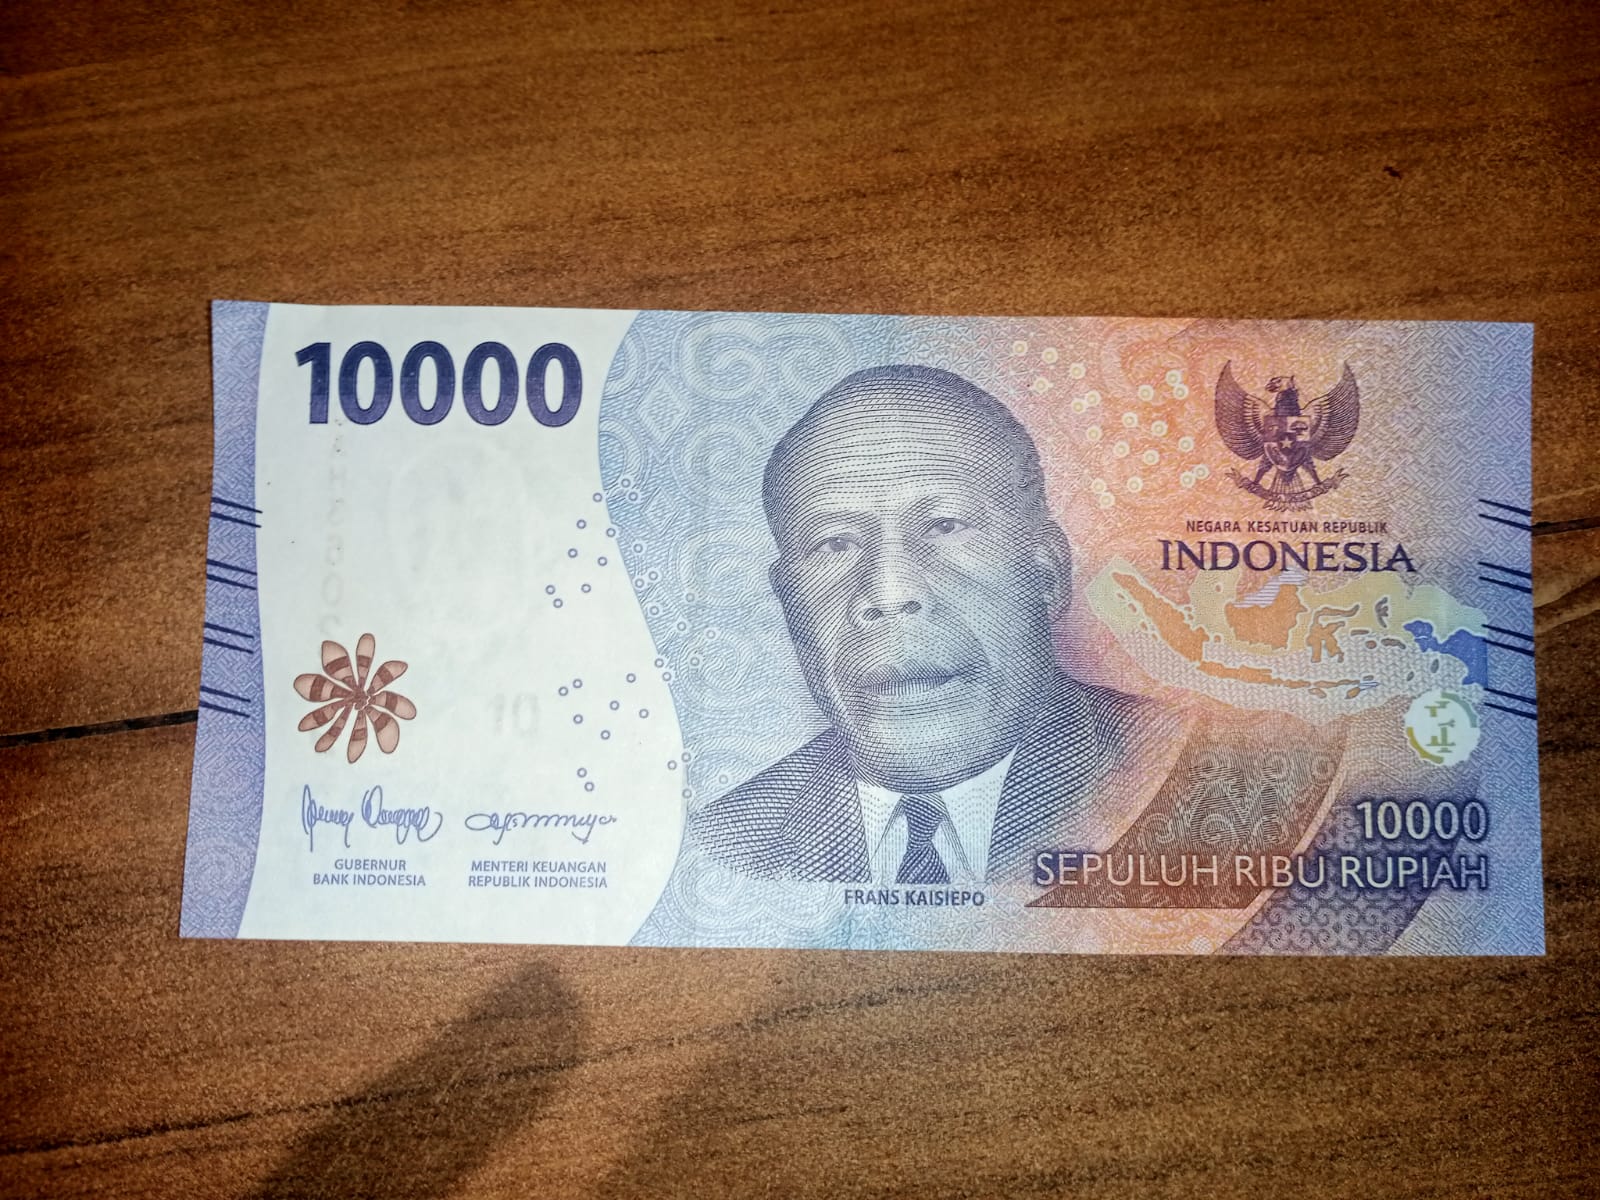 10000
NEGARA KESATUAN REPUBLIK
INDONESIA
10
GUBERNUR
BANK INDONESIA
MENTERI KEUANGAN
REPUBLIK INDONESIA
FRANS KAISIEPO
10000
SEPULUH RIBU RUPIAH